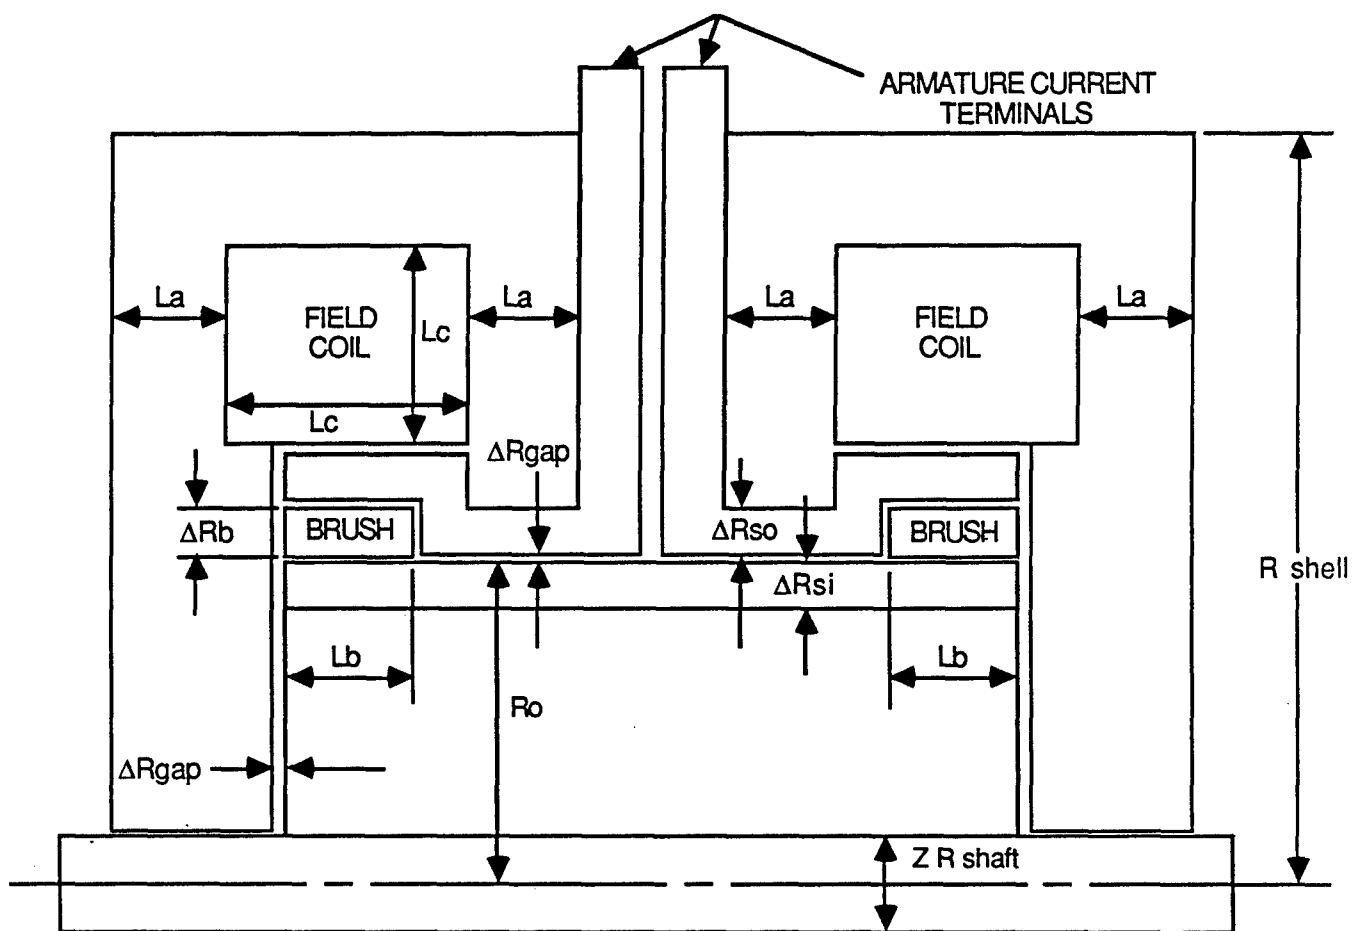 ARMATURE CURRENT
TERMINALS
La
FIELD
COIL
Lc
La
La
FIELD
COIL
La
Lc
ΔRgap
ΔRb
BRUSH
ΔRso
BRUSH
R shell
ΔRsi
Lb
Lb
Ro
ΔRgap
Z R shaft